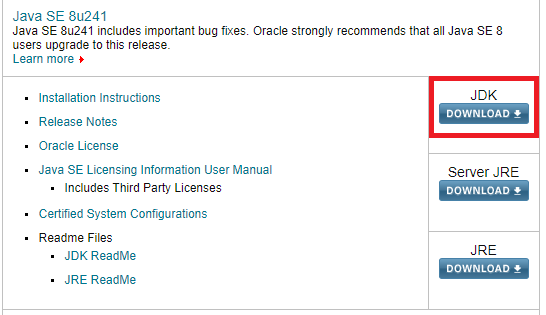 Java SE 8u241
Java SE 8u241 includes important bug fixes. Oracle strongly recommends that all Java SE 8
users upgrade to this release.
Learn more
Installation Instructions
Release Notes
Oracle License
Java SE Licensing Information User Manual
Includes Third Party Licenses
Certified System Configurations
Readme Files
JDK ReadMe
JRE ReadMe
JDK
DOWNLOAD
Server JRE
DOWNLOAD
JRE
DOWNLOAD